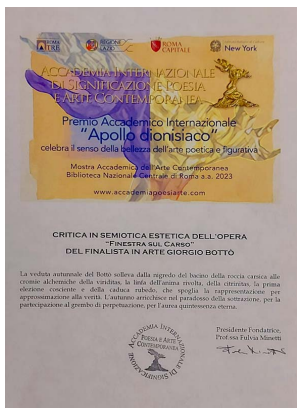 ROMA
TRE
REGIONE
LAZIO
ROMA
CAPITALE
New York
ACCADEMIA INTERNAZIONALE
DI SIGNIFICAZIONE POESIA
E ARTE CONTEMPORANEA
Premio Accademico Internazionale
"Apollo dionisiaco"
celebra il senso della bellezza dell'arte poetica e figurativa
Mostra Accademica dell'Arte Contemporanea
Biblioteca Nazionale Centrale di Roma a.a. 2023
www.accademiapoesiarte.com
CRITICA IN SEMIOTICA ESTETICA DELL'OPERA
"FINESTRA SUL CARSO"
DEL FINALISTA IN ARTE GIORGIO BOTTÒ
La veduta autunnale del Bottò solleva dalla nigredo del bacino della roccia carsica alle
cromie alchemiche della viriditas, la linfa dell'anima rivolta, della citrinitas, la prima
elezione cosciente e della caduca rubedo, che spoglia la rappresentazione per
approssimazione alla verità. L'autunno arricchisce nel paradosso della sottrazione, per la
partecipazione al grembo di perpetuazione, per l'aurea quintessenza eterna.
Presidente Fondatrice
Prof.ssa Fulvia Minetti
ACCADEMIA INTERNAZIONALE
POESIA E ARTE
CONTEMPORANEA
DI SIGNIFICAZIONE